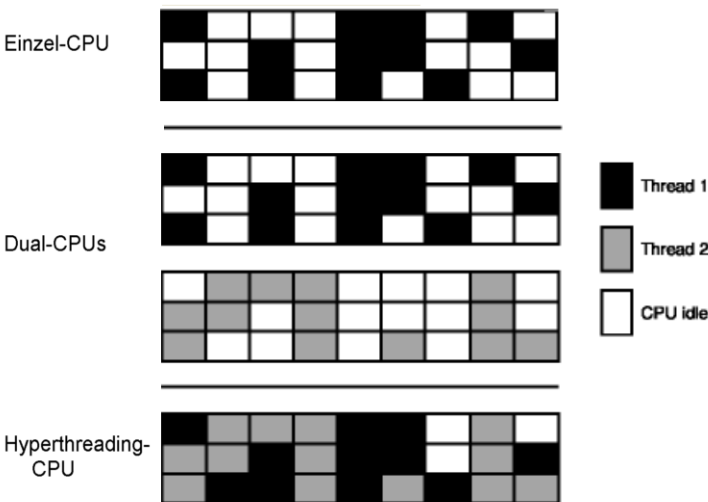 Einzel-CPU
Thread 1
Dual-CPUs
Thread 2
CPU idle
Hyperthreading-
CPU